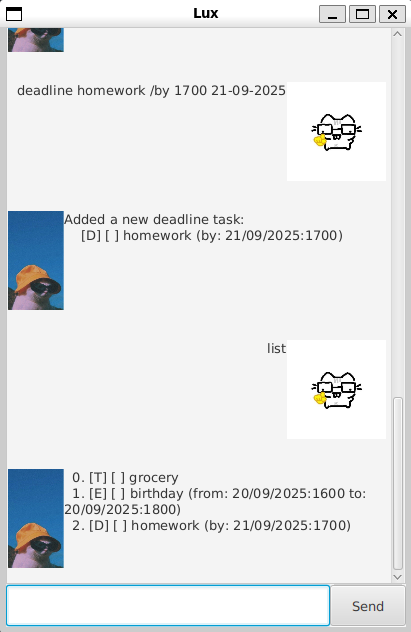 Lux
deadline homework /by 1700 21-09-2025
Added a new deadline task:
[D] [ ] homework (by: 21/09/2025:1700)
list
0. [T] [ ] grocery
1. [E] [ ] birthday (from: 20/09/2025:1600 to:
20/09/2025:1800)
2. [D] [ ] homework (by: 21/09/2025:1700)
Send